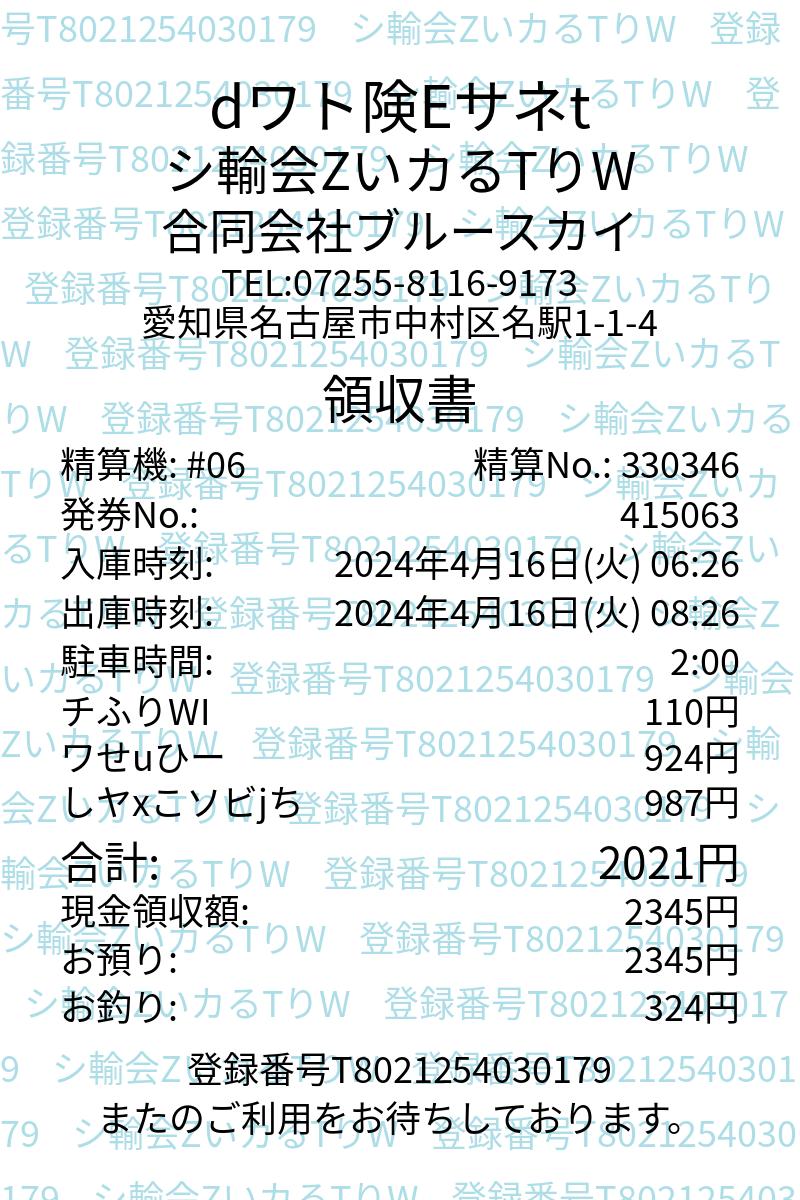 号T8021254030179 シ輸会ZいカるTりW 登録
番号T8021254030179 シ輸会ZいカるTりW 登
dワト険Eサネt
録番号T8021254030179 シ輸会ZいカるTりW
シ輸会ZいカるTりW
登録番号T8021254030179 シ輸会ZいカるTりW
合同会社ブルースカイ
登録番号T8021254030179 シ輸会ZいカるTり
TEL:07255-8116-9173
愛知県名古屋市中村区名駅1-1-4
W 登録番号T8021254030179 シ輸会ZいカるT
領収書
りW 登録番号T8021254030179 シ輸会Zいカる
精算機: #06 精算No.: 330346
TりW 登録番号T8021254030179 シ輸会Zいカ
発券No.: 415063
るTりW 登録番号T8021254030179 シ輸会Zい
入庫時刻: 2024年4月16日(火) 06:26
カるTりW 登録番号T8021254030179 シ輸会Z
出庫時刻: 2024年4月16日(火) 08:26
駐車時間: 2:00
いカるTりW 登録番号T8021254030179 シ輸会
チふりWI 110円
ZいカるTりW 登録番号T8021254030179 シ輸
ワせuひー 924円
しヤxこソビjち 987円
会ZいカるTりW 登録番号T8021254030179 シ
合計: 2021円
輸会ZいカるTりW 登録番号T8021254030179
現金領収額: 2345円
シ輸会ZいカるTりW 登録番号T8021254030179
お預り: 2345円
シ輸会ZいカるTりW 登録番号T802125403017
お釣り: 324円
9 シ輸会ZいカるTりW 登録番号T80212540301
登録番号T8021254030179
またのご利用をお待ちしております。
79 シ輸会ZいカるTりW 登録番号T8021254030
179 シ輸会ZいカるTりW 登録番号T802125403